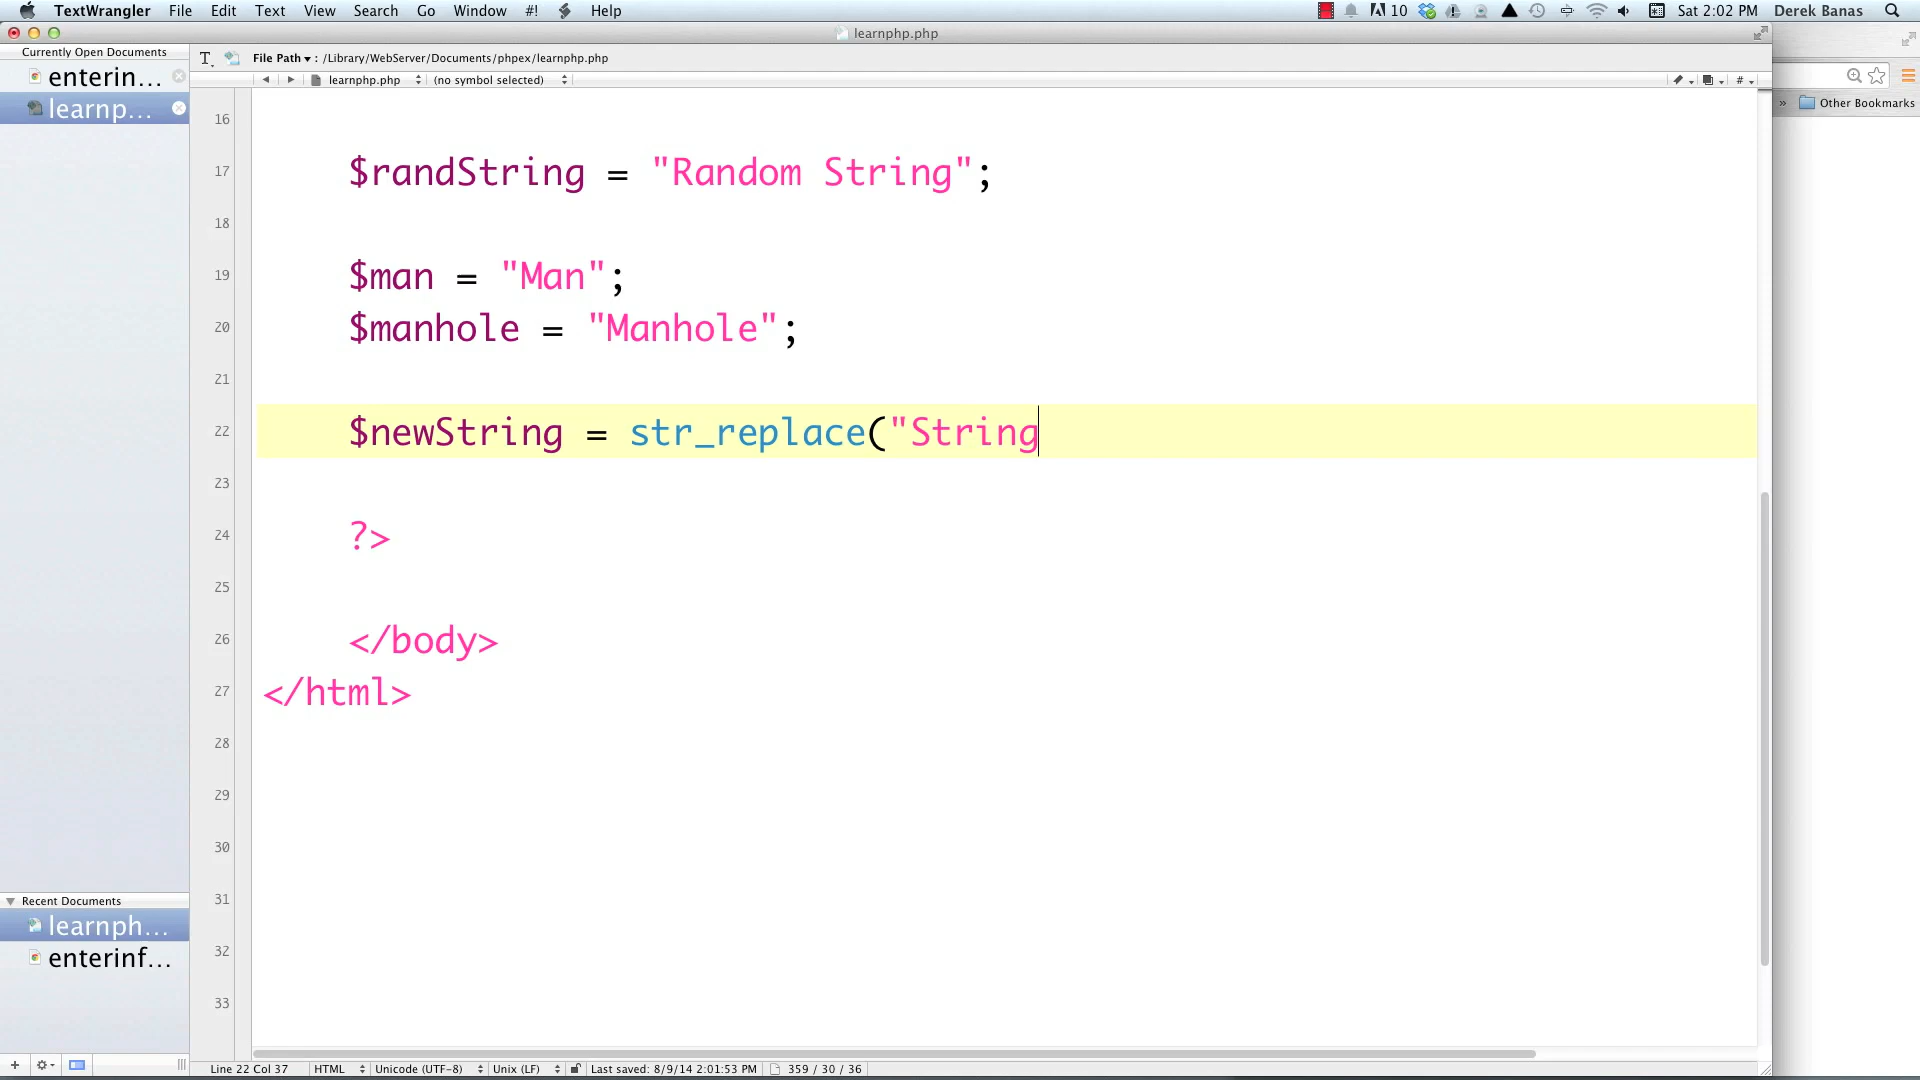 TextWrangler File Edit Text View Search Go Window #! Help 10 Sat 2:02 PM Derek Banas
learnphp.php
Currently Open Documents
T. File Path : /Library/WebServer/Documents/phpex/learnphp.php
enterin...
learnphp.php (no symbol selected) #
learnp...
» Other Bookmarks
16
17 $randString = "Random String";
18
19 $man = "Man";
20 $manhole = "Manhole";
21
22 $newString = str_replace("String
23
24 ?>
25
26 </body>
27 </html>
28
29
30
31
32
33
Recent Documents
learnph...
enterinf...
Line 22 Col 37 HTML Unicode (UTF-8) Unix (LF) Last saved: 8/9/14 2:01:53 PM 359 / 30 / 36